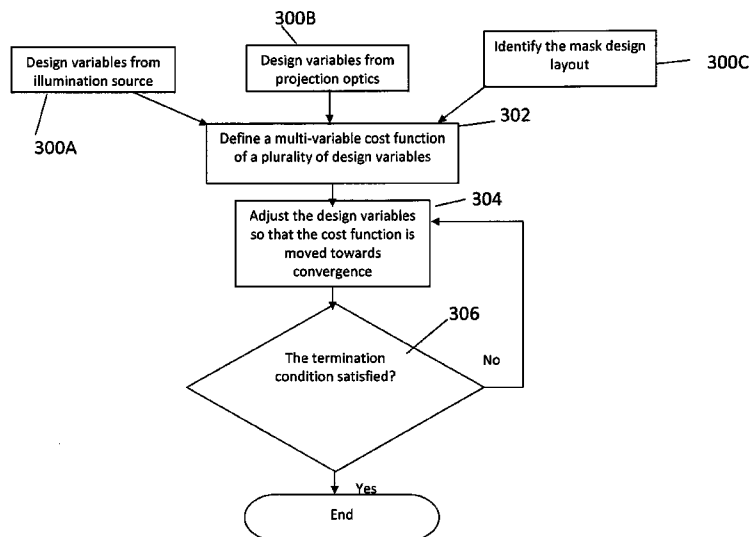 300B
Design variables from
illumination source
300A
Design variables from
projection optics
Identify the mask design
layout
300C
302
Define a multi-variable cost function
of a plurality of design variables
304
Adjust the design variables
so that the cost function is
moved towards
convergence
306
The termination
condition satisfied?
No
Yes
End